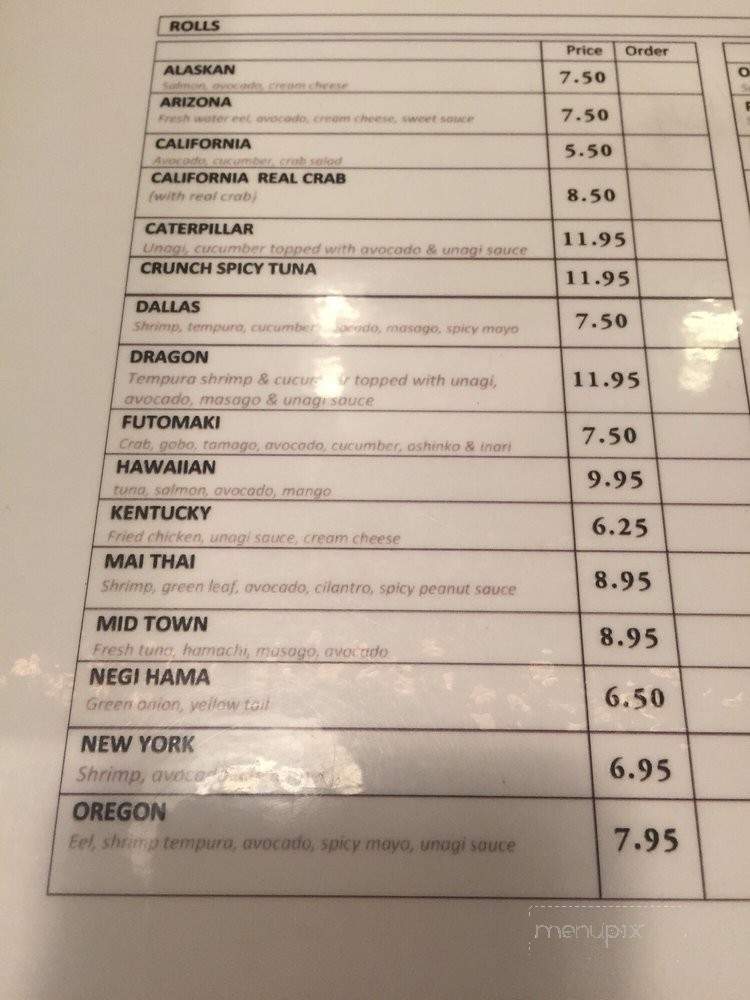 ROLLS
Price Order
ALASKAN
Salmon, avocado, cream cheese
7.50
ARIZONA
Fresh water eel, avocado, cream cheese, sweet sauce
7.50
CALIFORNIA
Avocado, cucumber, crab salad
5.50
CALIFORNIA REAL CRAB
(with real crab)
8.50
CATERPILLAR
Unagi, cucumber topped with avocado & unagi sauce
11.95
CRUNCH SPICY TUNA
11.95
DALLAS
Shrimp, tempura, cucumber, avocado, masago, spicy mayo
7.50
DRAGON
Tempura shrimp & cucumber topped with unagi,
avocado, masago & unagi sauce
11.95
FUTOMAKI
Crab, gobo, tamago, avocado, cucumber, oshinko & inari
7.50
HAWAIIAN
tuna, salmon, avocado, mango
9.95
KENTUCKY
Fried chicken, unagi sauce, cream cheese
6.25
MAI THAI
Shrimp, green leaf, avocado, cilantro, spicy peanut sauce
8.95
MID TOWN
Fresh tuna, hamachi, masago, avocado
8.95
NEGI HAMA
Green onion, yellow tail
6.50
NEW YORK
Shrimp, avocado
6.95
OREGON
Eel, shrimp tempura, avocado, spicy mayo, unagi sauce
7.95
menupix